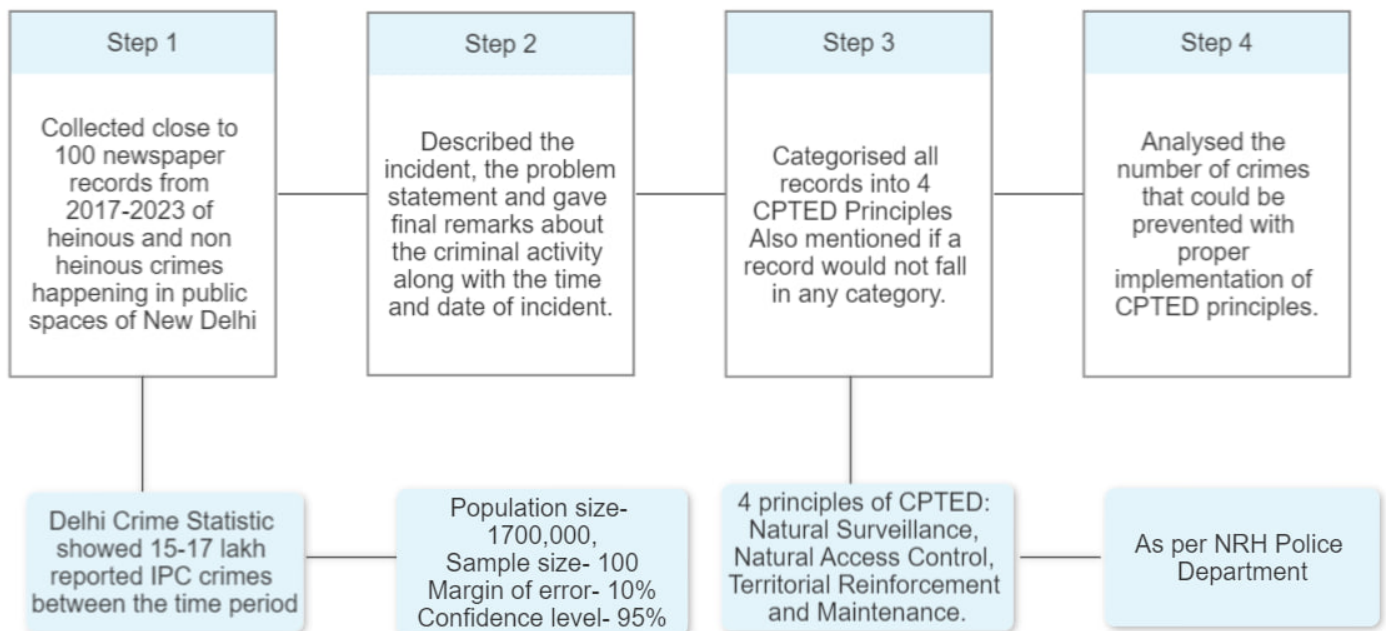 Step 1
Collected close to
100 newspaper
records from
2017-2023 of
heinous and non
heinous crimes
happening in public
spaces of New Delhi
Step 2
Described the
incident, the problem
statement and gave
final remarks about
the criminal activity
along with the time
and date of incident.
Step 3
Categorised all
records into 4
CPTED Principles
Also mentioned if a
record would not fall
in any category.
Step 4
Analysed the
number of crimes
that could be
prevented with
proper
implementation of
CPTED principles.
Delhi Crime Statistic
showed 15-17 lakh
reported IPC crimes
between the time period
Population size-
1700,000,
Sample size- 100
Margin of error- 10%
Confidence level- 95%
4 principles of CPTED:
Natural Surveillance,
Natural Access Control,
Territorial Reinforcement
and Maintenance.
As per NRH Police
Department